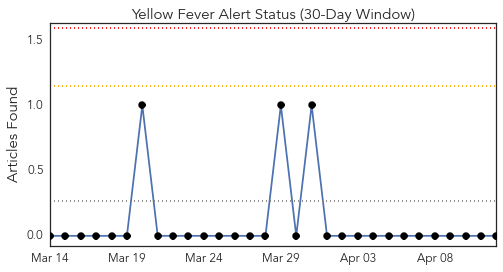 Yellow Fever Alert Status (30-Day Window)
Articles Found
1.5
1.0
0.5
0.0
Mar 14 Mar 19 Mar 24 Mar 29 Apr 03 Apr 08